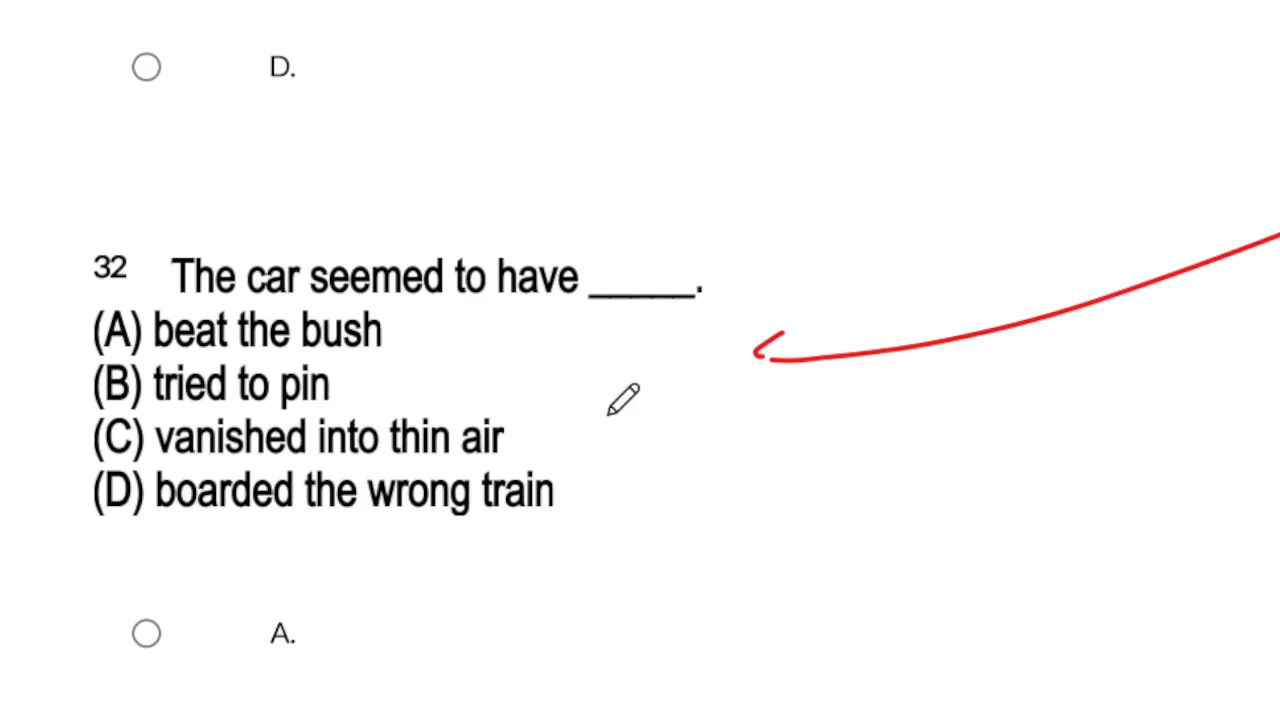 D.
32 The car seemed to have _____.
(A) beat the bush
(B) tried to pin
(C) vanished into thin air
(D) boarded the wrong train
A.